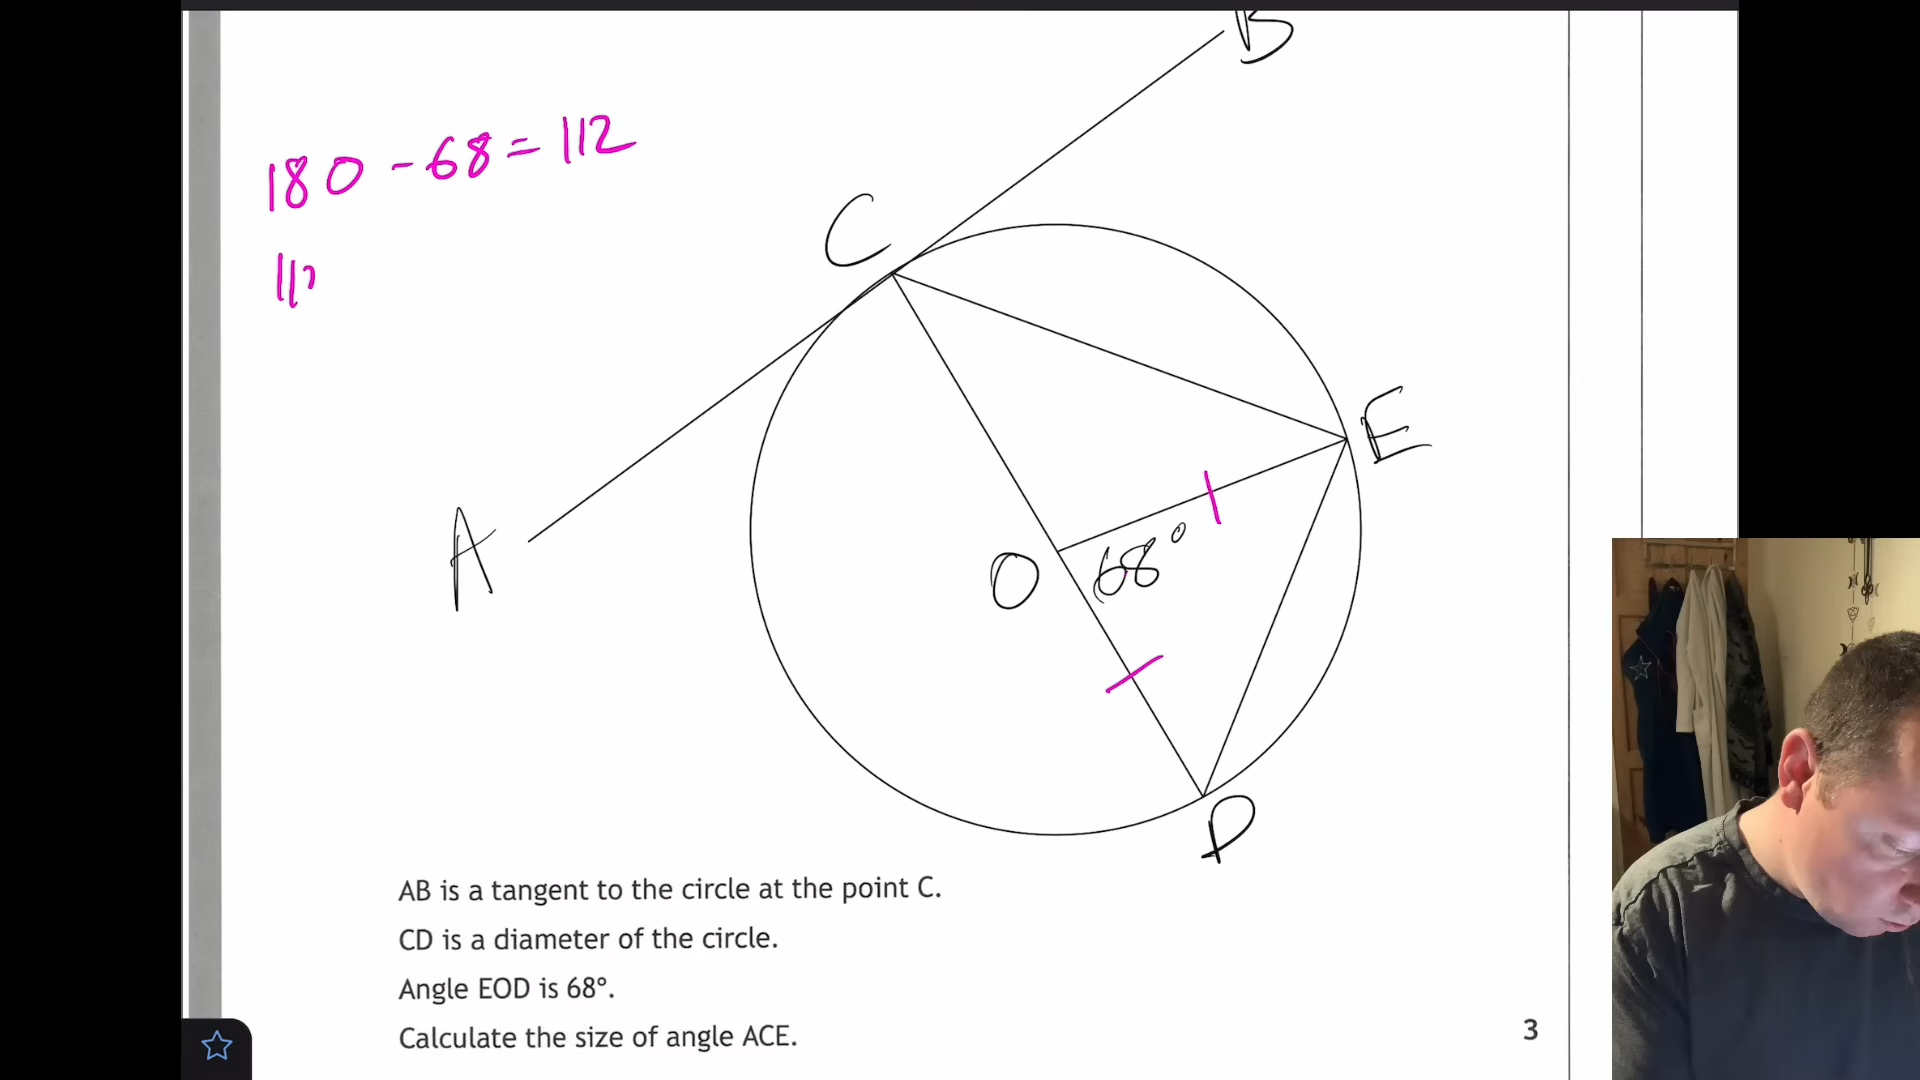 B
180 - 68 = 112
C
E
A
O
68°
D
AB is a tangent to the circle at the point C.
CD is a diameter of the circle.
Angle EOD is 68°.
Calculate the size of angle ACE.
3